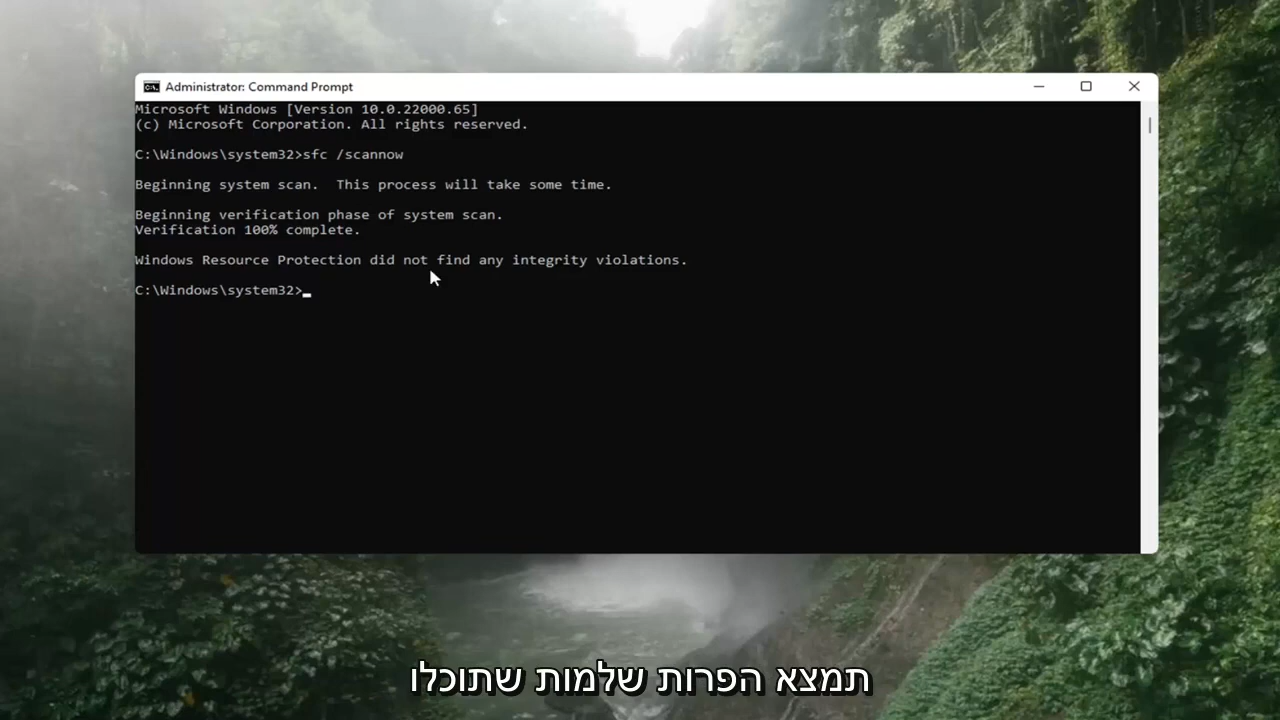 Administrator: Command Prompt
Microsoft Windows [Version 10.0.22000.65]
(c) Microsoft Corporation. All rights reserved.
C:\Windows\system32>sfc /scannow
Beginning system scan.  This process will take some time.
Beginning verification phase of system scan.
Verification 100% complete.
Windows Resource Protection did not find any integrity violations.
C:\Windows\system32>
תמצא הפרות שלמות שתוכלו